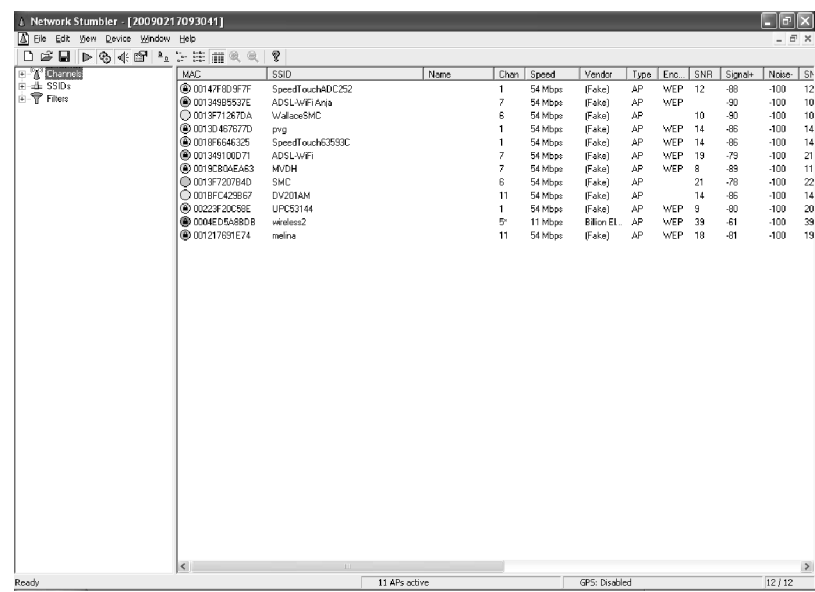 Network Stumbler - [20090217093041]
File Edit View Device Window Help
Channels
SSIDs
Filters
MAC SSID Name Chan Speed Vendor Type Enc... SNR Signal+ Noise- SN
00147F8D9F7F SpeedTouchADC252 1 54 Mbps (Fake) AP WEP 12 -88 -100 12
001349B5537E ADSL-WiFi Anja 7 54 Mbps (Fake) AP WEP -90 -100 10
0013F71267DA WallaceSMC 6 54 Mbps (Fake) AP 10 -90 -100 10
0013D467677D pvg 1 54 Mbps (Fake) AP WEP 14 -86 -100 14
0018F6646325 SpeedTouch63593C 1 54 Mbps (Fake) AP WEP 14 -86 -100 14
001349100D71 ADSL-WiFi 7 54 Mbps (Fake) AP WEP 19 -79 -100 21
0019CB0AEA63 MVDH 7 54 Mbps (Fake) AP WEP 8 -89 -100 11
0013F7207B4D SMC 6 54 Mbps (Fake) AP 21 -78 -100 22
001BFC429B67 DV201AM 11 54 Mbps (Fake) AP 14 -86 -100 14
00223F20C58E UPC53144 1 54 Mbps (Fake) AP WEP 9 -80 -100 20
0004ED5A8BDB wireless2 5* 11 Mbps Billion El... AP WEP 39 -61 -100 39
001217691E74 melina 11 54 Mbps (Fake) AP WEP 18 -81 -100 19
Ready 11 APs active GPS: Disabled 12 / 12